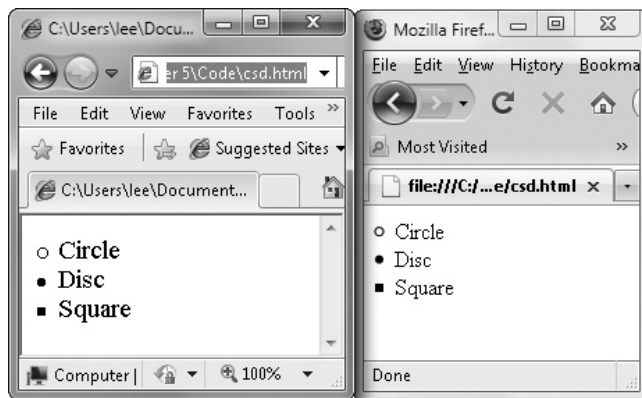 C:\Users\lee\Docu...
er 5\Code\csd.html
File Edit View Favorites Tools »
Favorites Suggested Sites
C:\Users\lee\Document...
Circle
Disc
Square
Computer | 100%
Mozilla Firef...
File Edit View History Bookma
Most Visited »
file:///C:/...e/csd.html
Circle
Disc
Square
Done